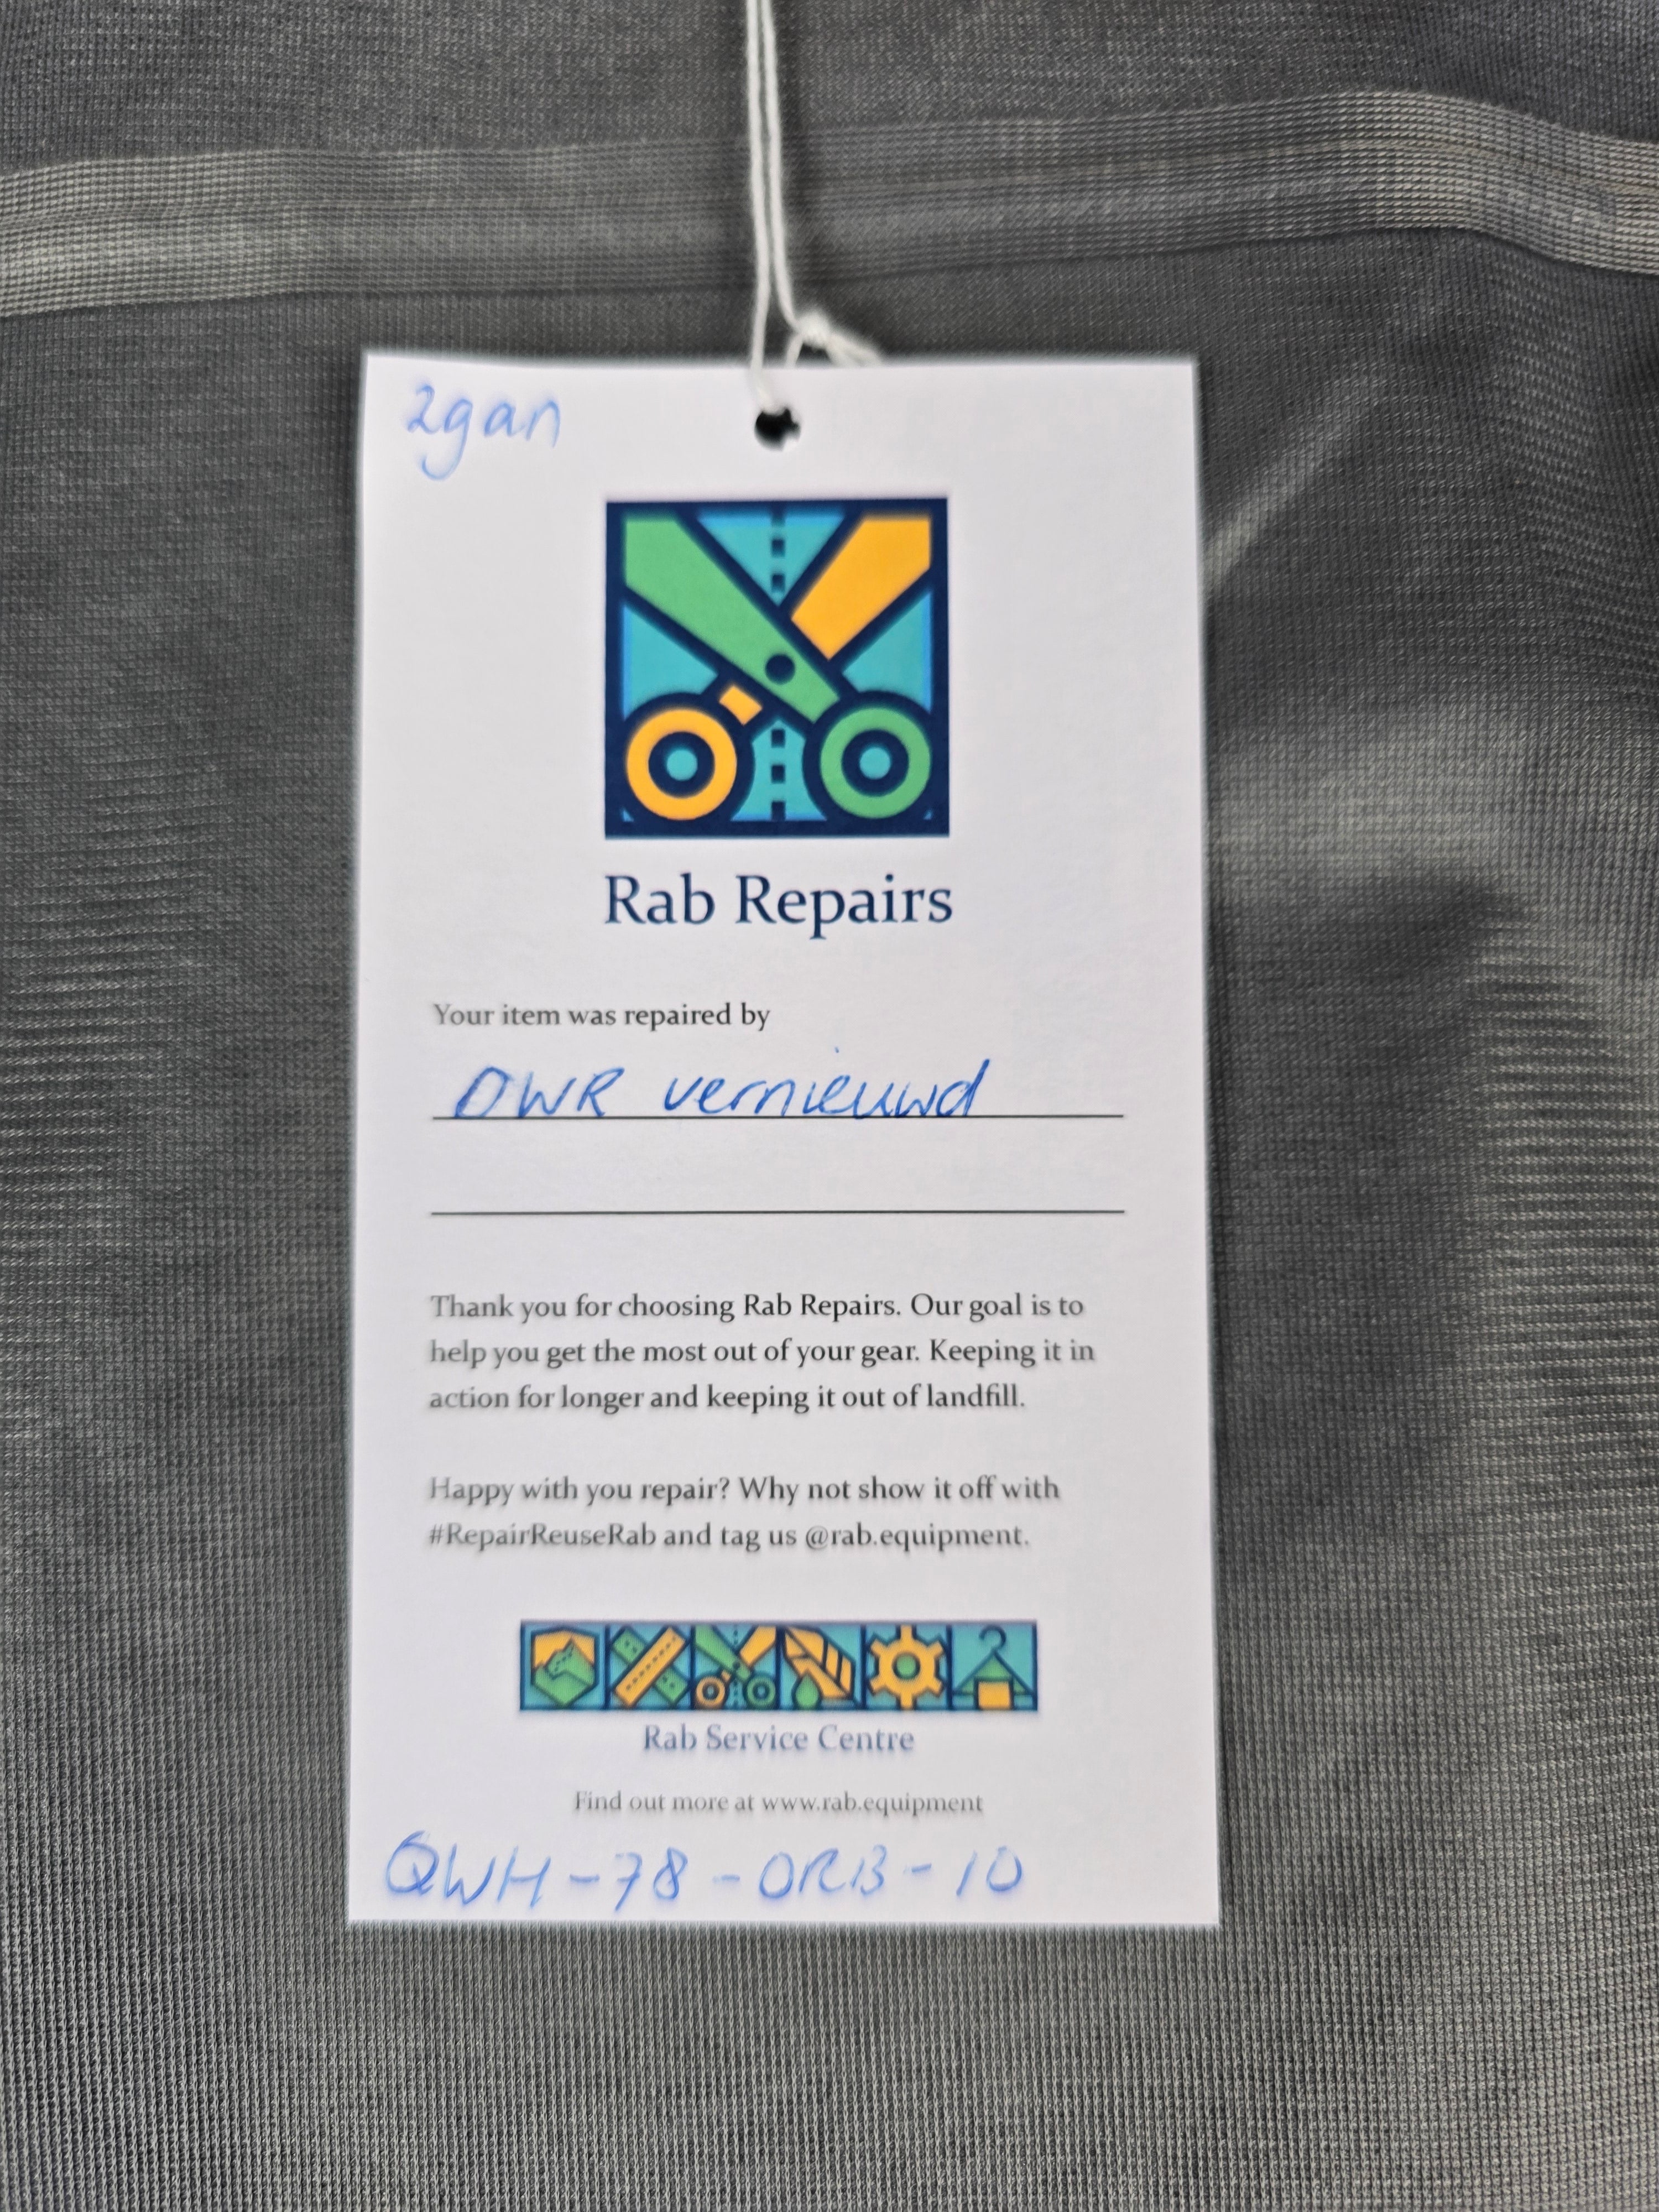 2gan
Rab Repairs
Your item was repaired by
DWR vernieuwd
Thank you for choosing Rab Repairs. Our goal is to
help you get the most out of your gear. Keeping it in
action for longer and keeping it out of landfill.
Happy with you repair? Why not show it off with
#RepairReuseRab and tag us @rab.equipment.
Rab Service Centre
Find out more at www.rab.equipment
QWH-78-ORB-10